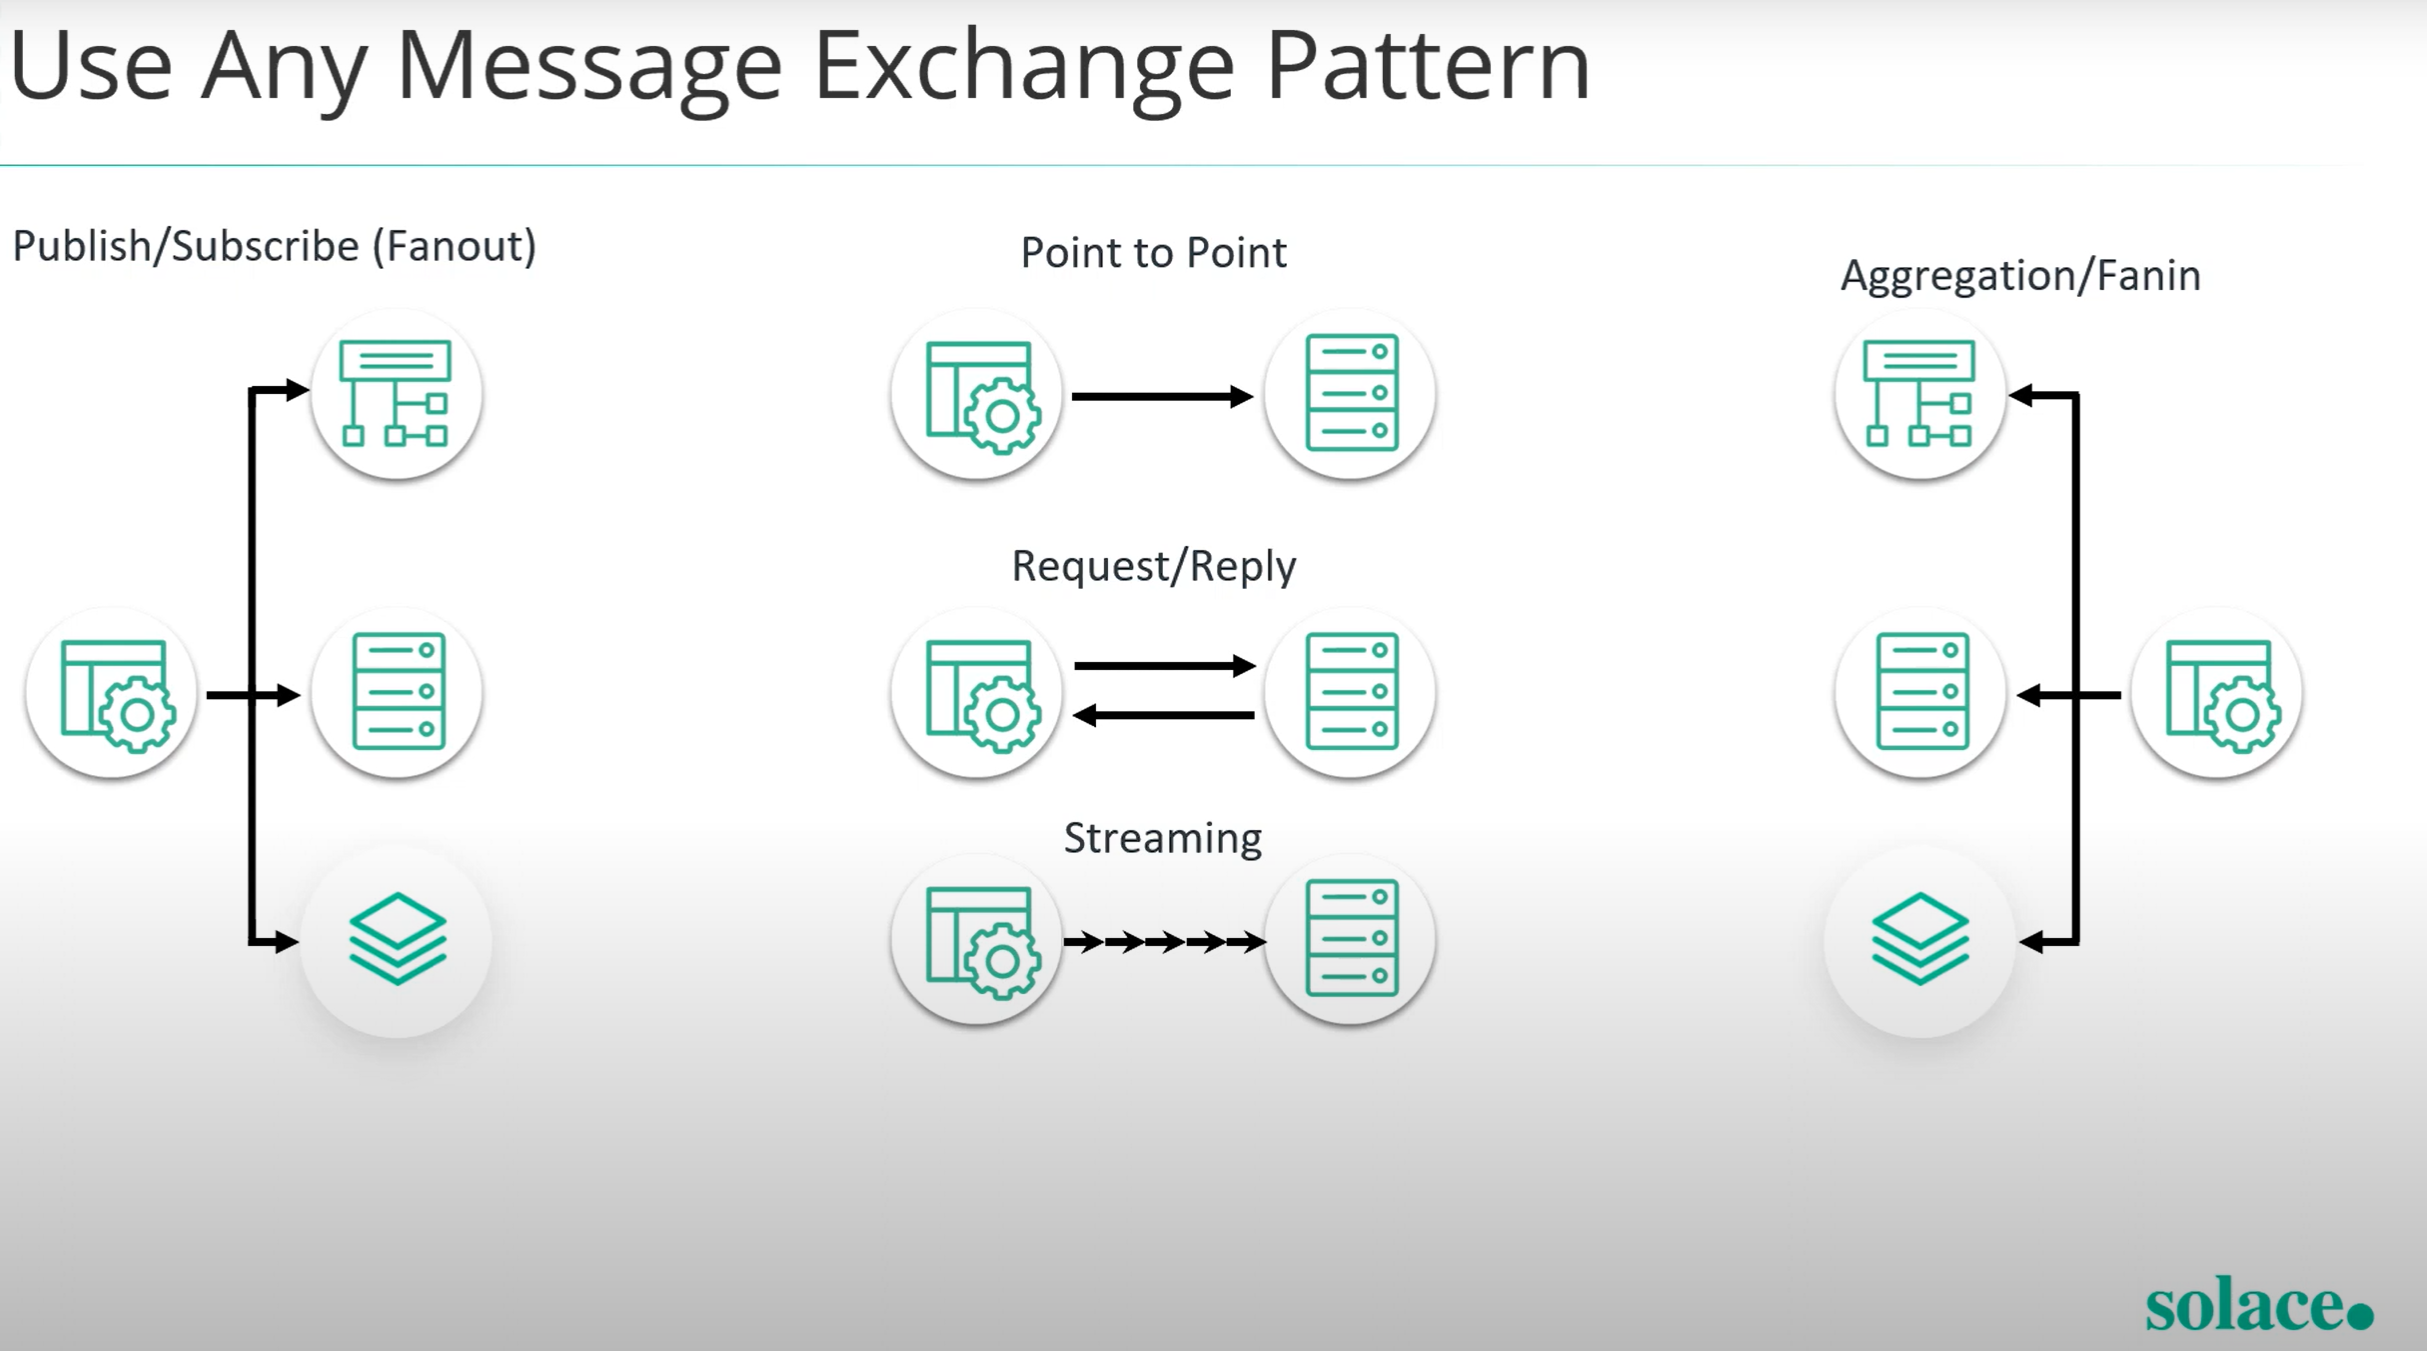 Use Any Message Exchange Pattern
Publish/Subscribe (Fanout)
Point to Point
Aggregation/Fanin
Request/Reply
Streaming
solace.